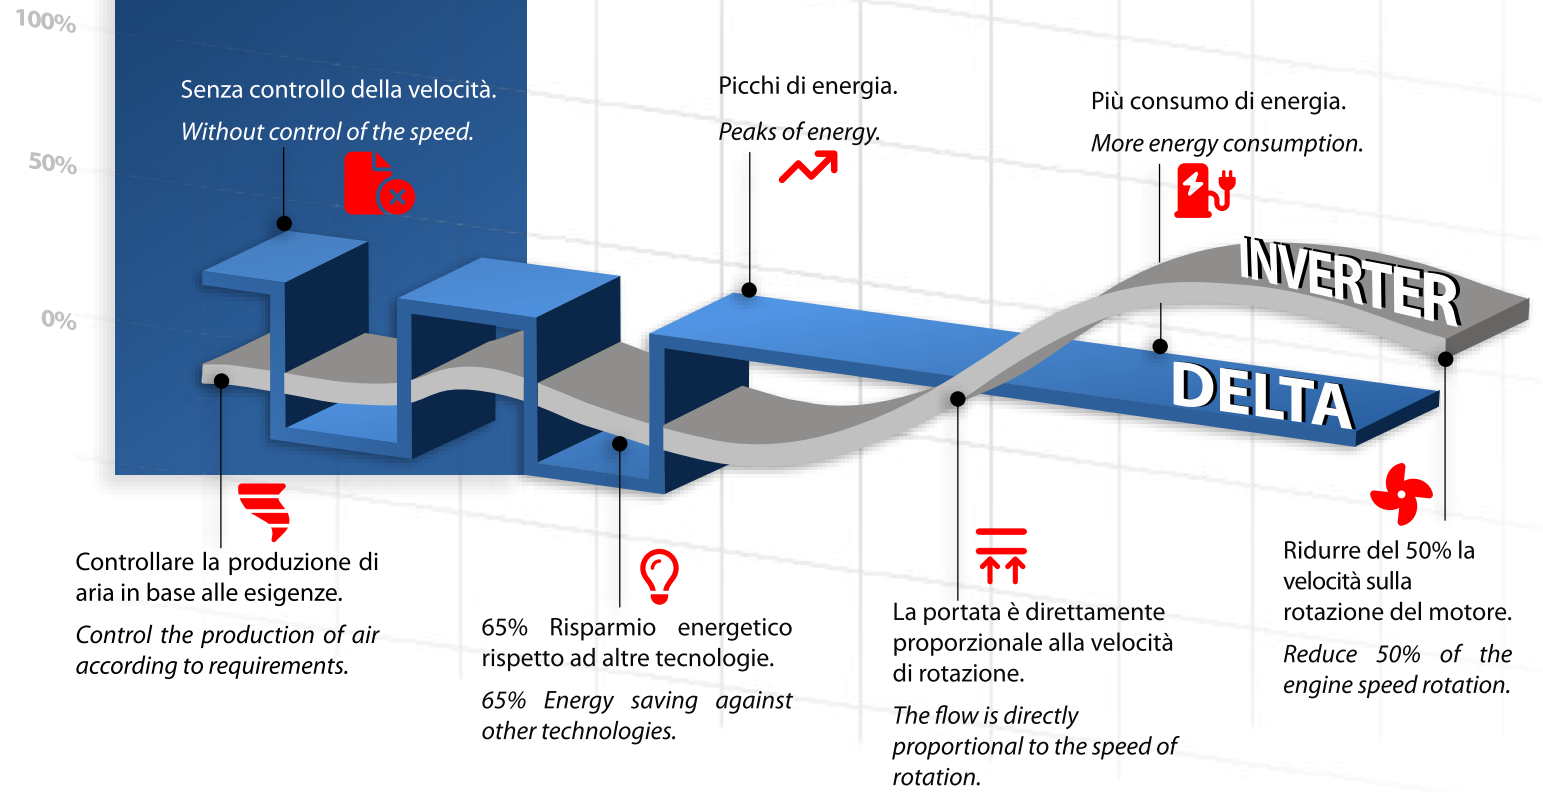 100%
50%
0%
Senza controllo della velocità.
Without control of the speed.
Picchi di energia.
Peaks of energy.
Più consumo di energia.
More energy consumption.
INVERTER
DELTA
Controllare la produzione di
aria in base alle esigenze.
Control the production of air
according to requirements.
65% Risparmio energetico
rispetto ad altre tecnologie.
65% Energy saving against
other technologies.
La portata è direttamente
proporzionale alla velocità
di rotazione.
The flow is directly
proportional to the speed of
rotation.
Ridurre del 50% la
velocità sulla
rotazione del motore.
Reduce 50% of the
engine speed rotation.